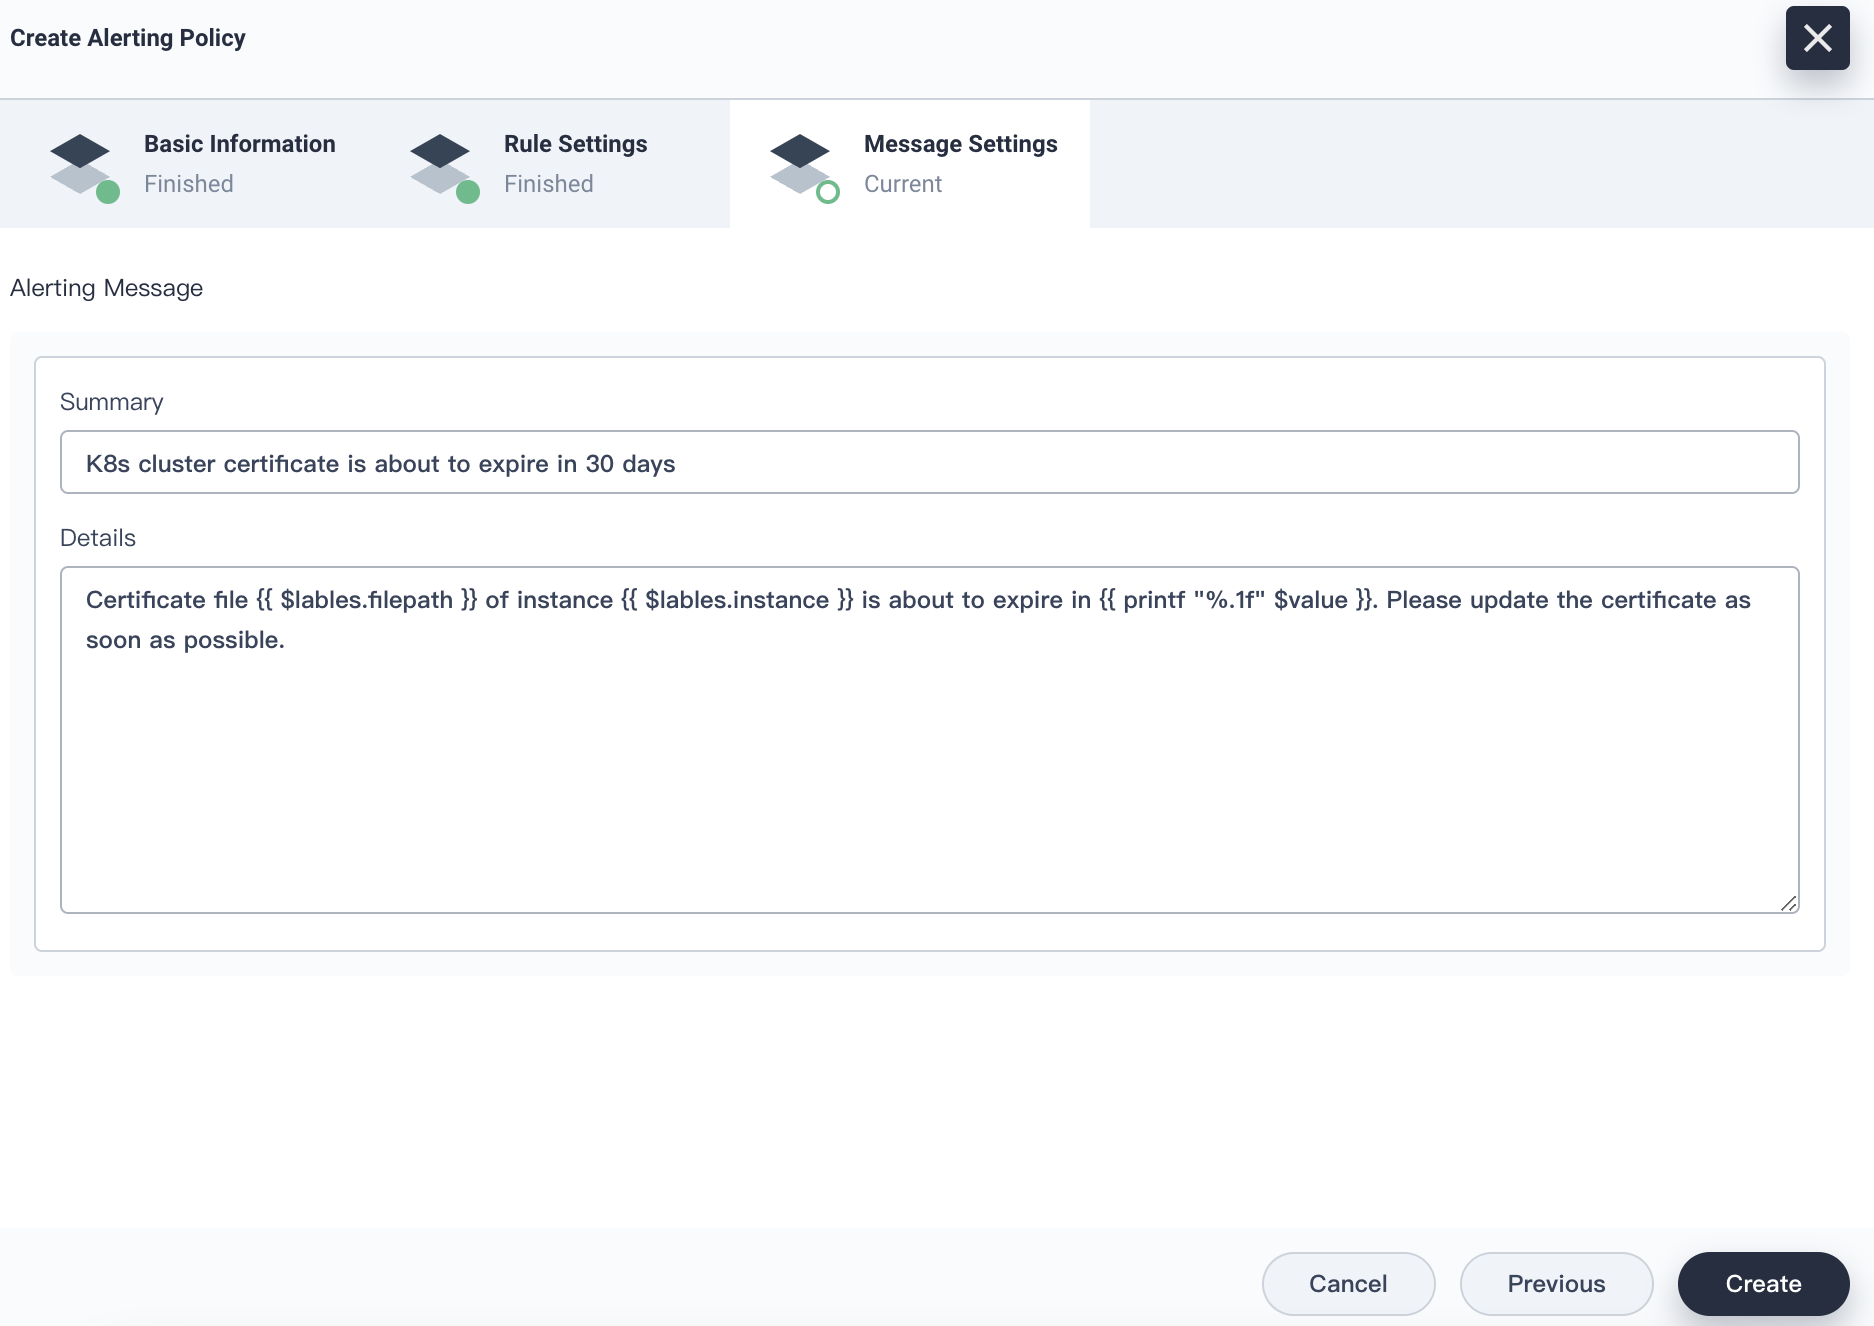 Create Alerting Policy
Basic Information
Finished
Rule Settings
Finished
Message Settings
Current
Alerting Message
Summary
K8s cluster certificate is about to expire in 30 days
Details
Certificate file {{ $lables.filepath }} of instance {{ $lables.instance }} is about to expire in {{ printf "%.1f" $value }}. Please update the certificate as
soon as possible.
Cancel
Previous
Create